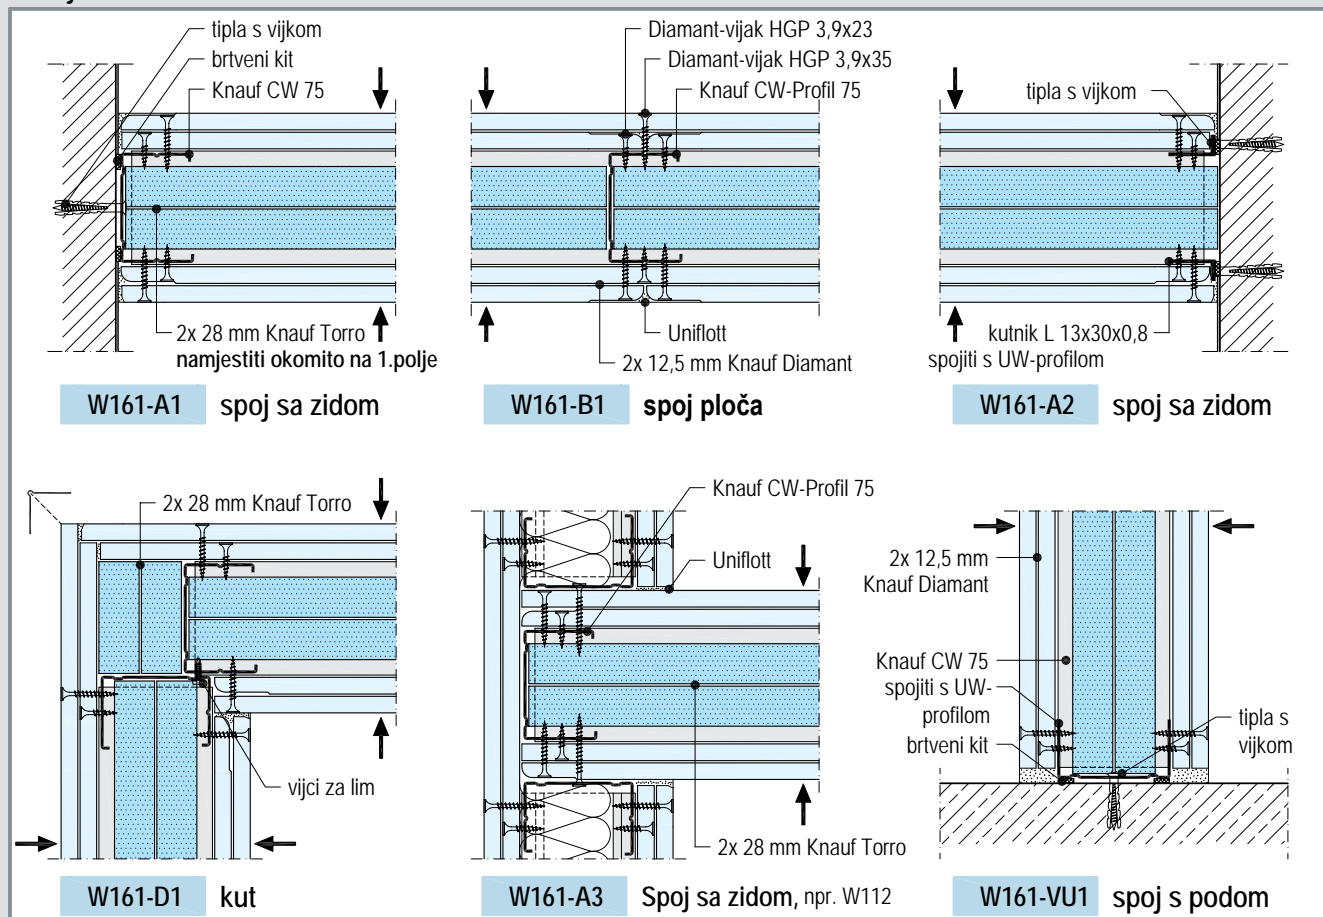 tipla s vijkom
brtveni kit
Knauf CW 75
2x 28 mm Knauf Torro
namjestiti okomito na 1.polje
W161-A1 spoj sa zidom
Diamant-vijak HGP 3,9x23
Diamant-vijak HGP 3,9x35
Knauf CW-Profil 75
Uniflott
2x 12,5 mm Knauf Diamant
W161-B1 spoj ploča
tipla s vijkom
kutnik L 13x30x0,8
spojiti s UW-profilom
W161-A2 spoj sa zidom
2x 28 mm Knauf Torro
vijci za lim
W161-D1 kut
Knauf CW-Profil 75
Uniflott
2x 28 mm Knauf Torro
W161-A3 Spoj sa zidom, npr. W112
2x 12,5 mm
Knauf Diamant
Knauf CW 75
spojiti s UW-
profilom
brtveni kit
tipla s
vijkom
W161-VU1 spoj s podom